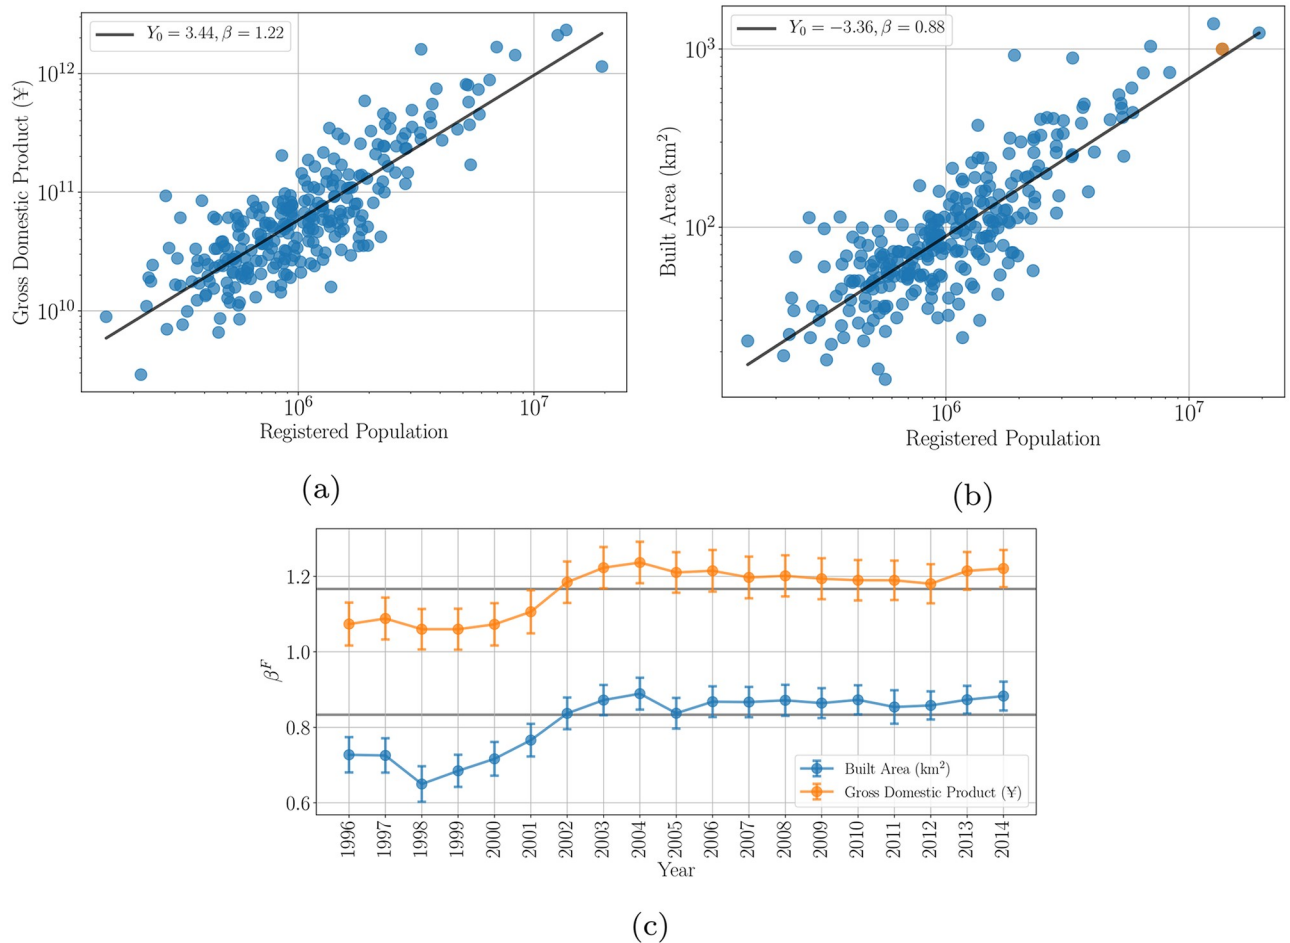 Y₀ = 3.44, β = 1.22
Gross Domestic Product (¥)
10¹²
10¹¹
10¹⁰
10⁶ 10⁷
Registered Population
(a)
Y₀ = −3.36, β = 0.88
Built Area (km²)
10³
10²
10⁶ 10⁷
Registered Population
(b)
βᶠ
1.2
1.0
0.8
0.6
Built Area (km²)
Gross Domestic Product (¥)
1996 1997 1998 1999 2000 2001 2002 2003 2004 2005 2006 2007 2008 2009 2010 2011 2012 2013 2014
Year
(c)